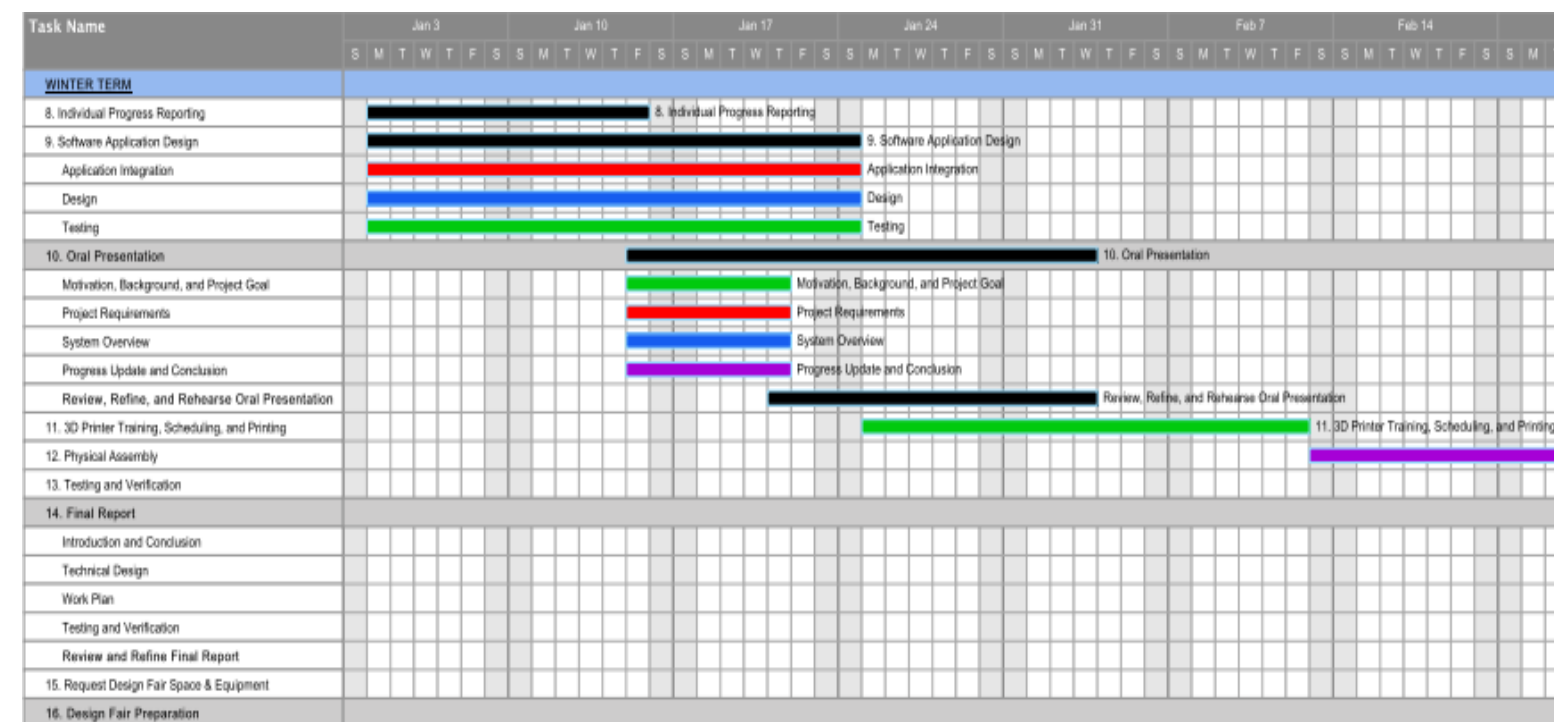 Task Name Jan 3 Jan 10 Jan 17 Jan 24 Jan 31 Feb 7 Feb 14
S M T W T F S S M T W T F S S M T W T F S S M T W T F S S M T W T F S S M T W T F S S M T W T F S S M
WINTER TERM
8. Individual Progress Reporting 8. Individual Progress Reporting
9. Software Application Design 9. Software Application Design
Application Integration Application Integration
Design Design
Testing Testing
10. Oral Presentation 10. Oral Presentation
Motivation, Background, and Project Goal Motivation, Background, and Project Goal
Project Requirements Project Requirements
System Overview System Overview
Progress Update and Conclusion Progress Update and Conclusion
Review, Refine, and Rehearse Oral Presentation Review, Refine, and Rehearse Oral Presentation
11. 3D Printer Training, Scheduling, and Printing 11. 3D Printer Training, Scheduling, and Printing
12. Physical Assembly
13. Testing and Verification
14. Final Report
Introduction and Conclusion
Technical Design
Work Plan
Testing and Verification
Review and Refine Final Report
15. Request Design Fair Space & Equipment
16. Design Fair Preparation